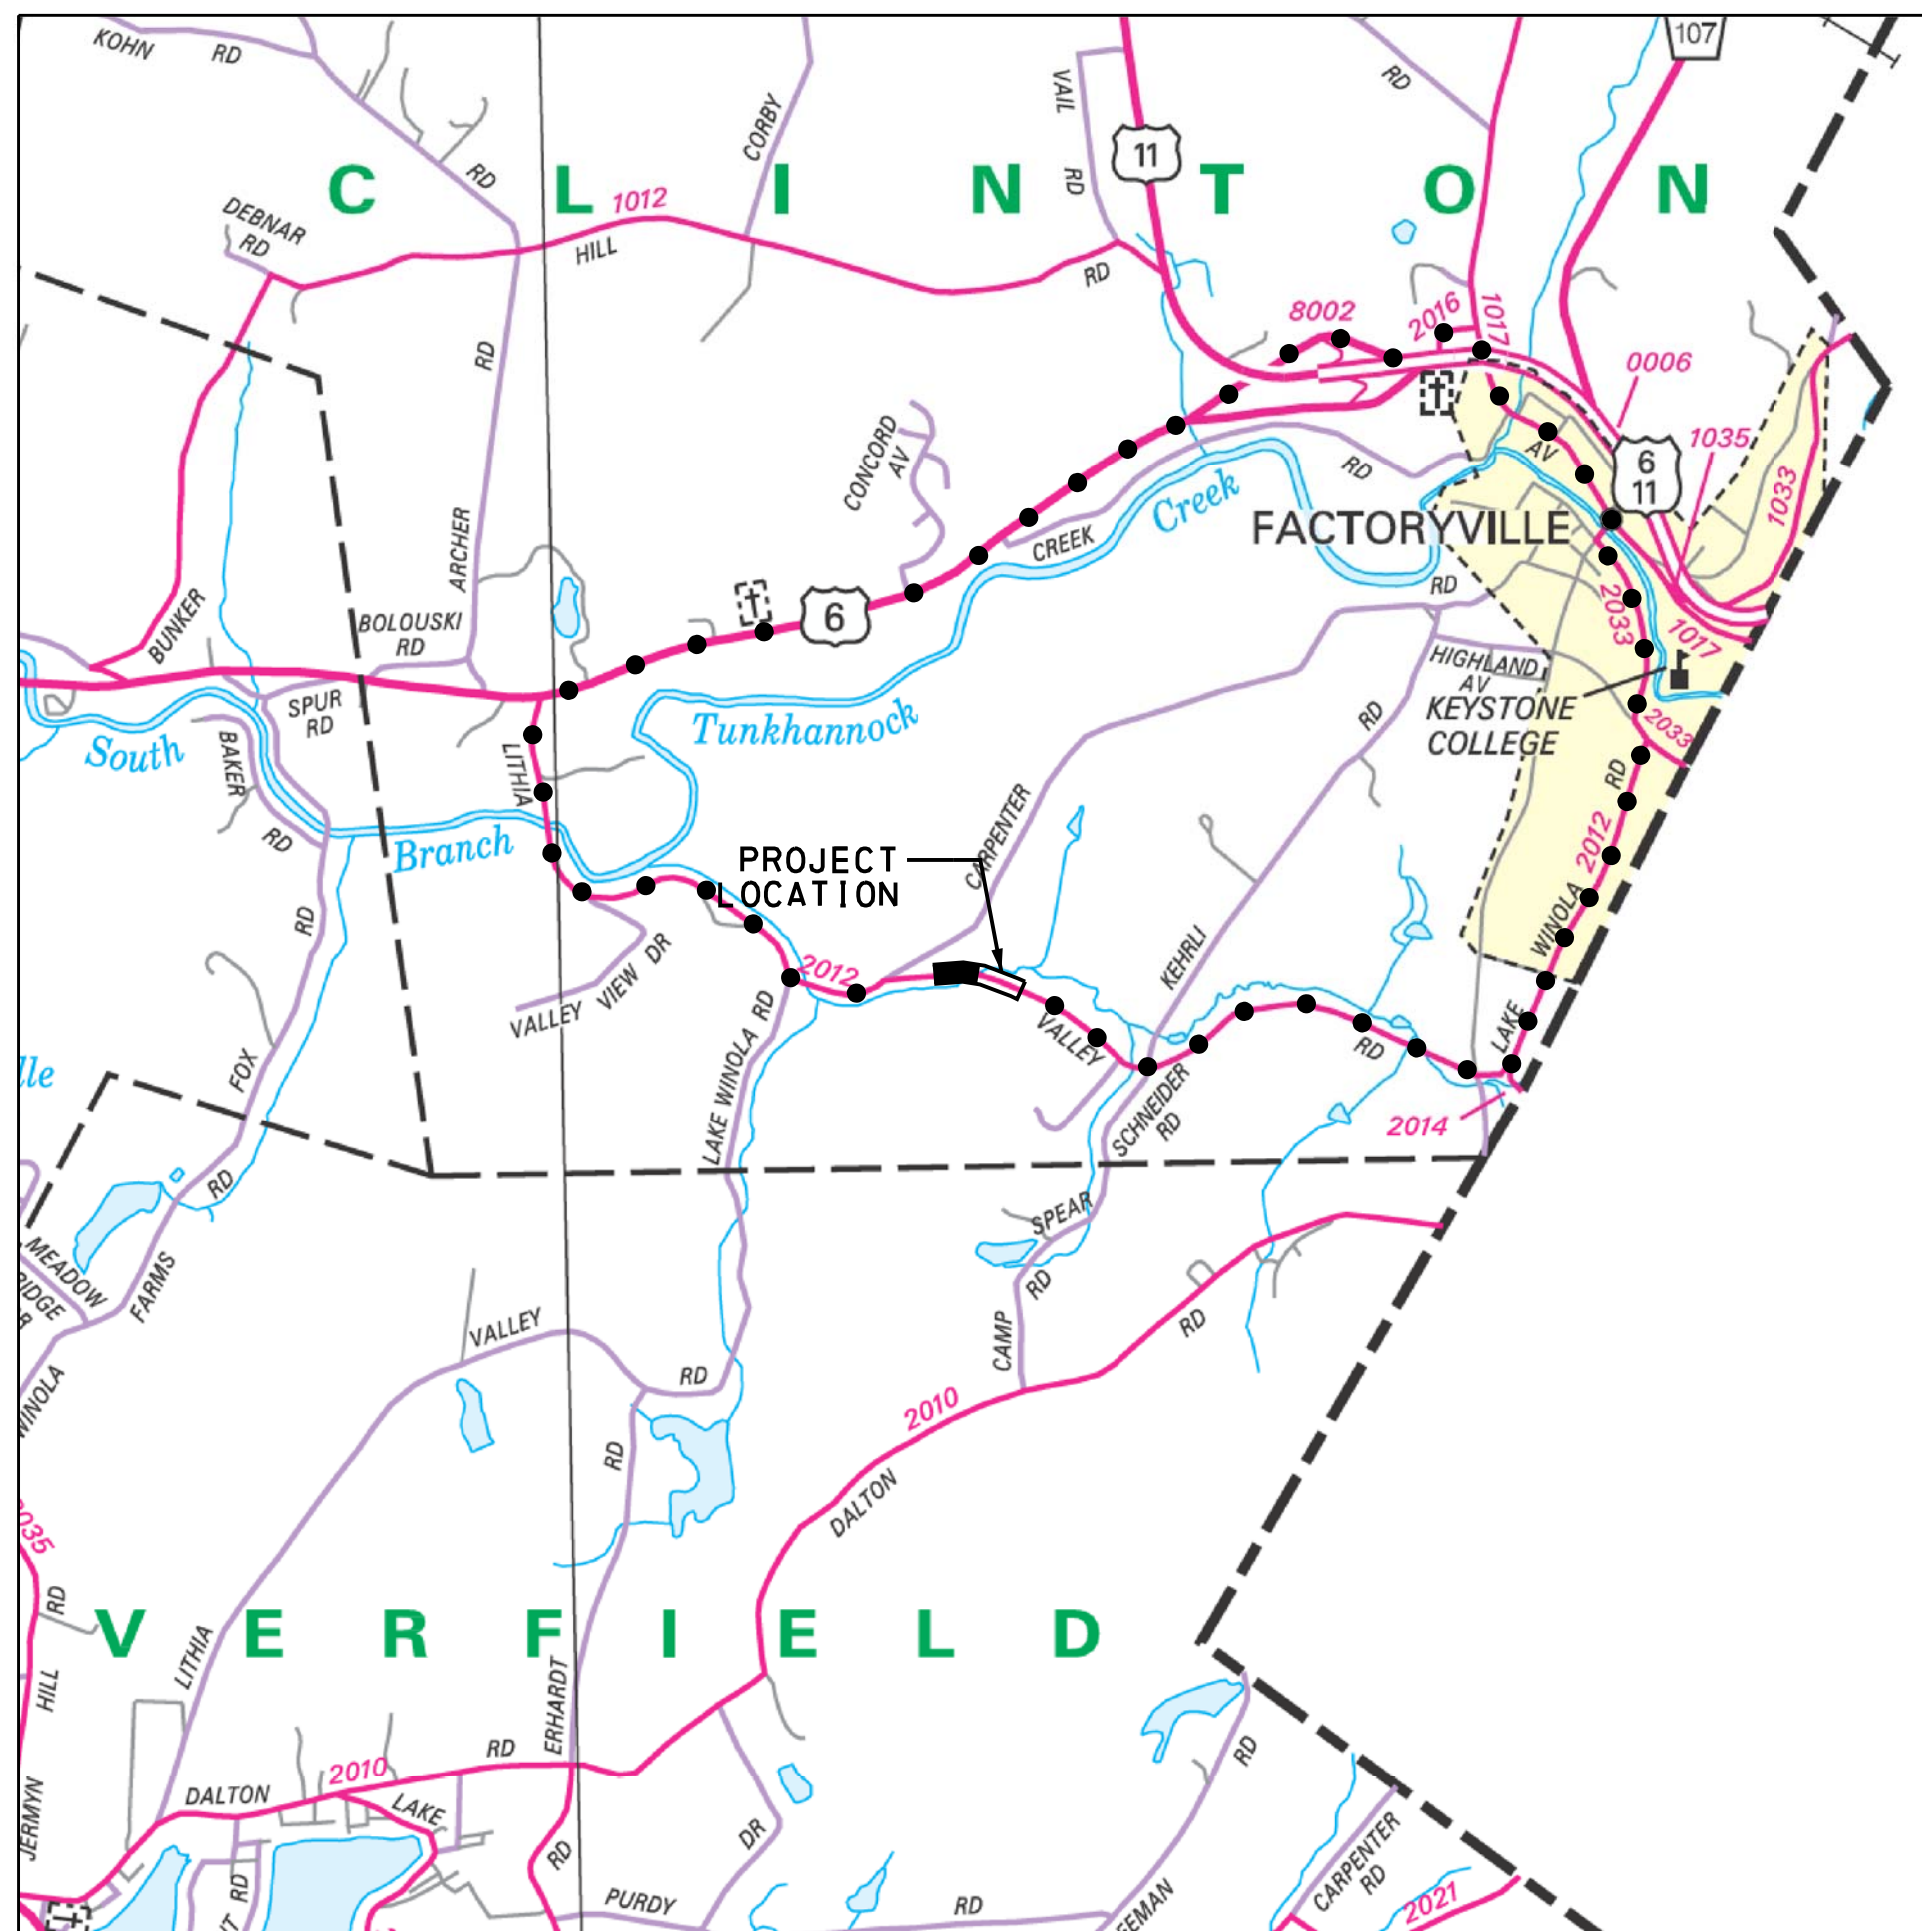 KOHN RD
RD
107
VAIL
RD
CORBY
11
RD
C L I N T O N
1012
DEBNAR
RD
HILL
RD
8002
2016
1017
0006
RD
1035
6
11
1033
CONCORD
AV
AV
RD
Creek
CREEK
FACTORYVILLE
ARCHER
RD
2033
1017
BUNKER
BOLOUSKI
RD
6
HIGHLAND
AV
KEYSTONE
COLLEGE
2033
SPUR
RD
South
Tunkhannock
BAKER
RD
LITHIA
RD
RD
Branch
PROJECT
LOCATION
CARPENTER
2012
WINOLA
RD
VALLEY VIEW DR
2012
KEHRLI
LAKE
VALLEY
RD
LAKE WINOLA RD
FOX
lle
SCHNEIDER
RD
2014
RD
SPEAR
RD
CAMP
MEADOW
RIDGE
FARMS
VALLEY
RD
RD
WINOLA
2010
RD
DALTON
RD
V E R F I E L D
HILL
LITHIA
ERHARDT
RD
RD
2010
DALTON
LAKE
JERMYN
RD
DR
RD
CARPENTER
RD
PURDY
RD
2021